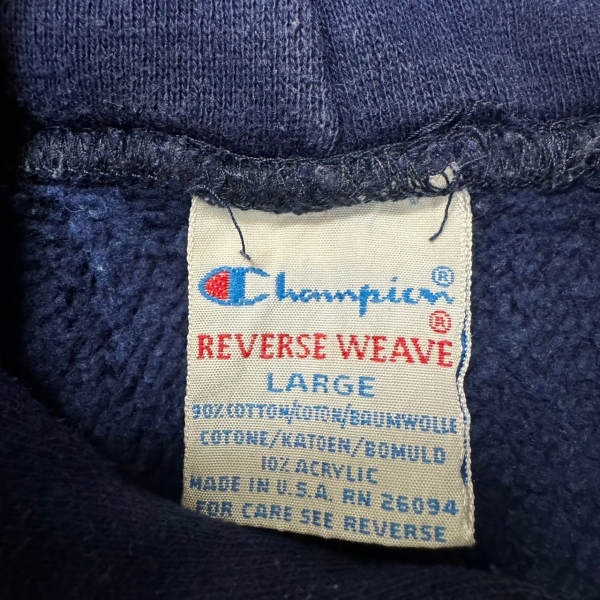 Champion®
REVERSE WEAVE®
LARGE
90% COTTON/COTON/BAUMWOLLE
COTONE/KATOEN/BOMULD
10% ACRYLIC
MADE IN U.S.A. RN 26094
FOR CARE SEE REVERSE